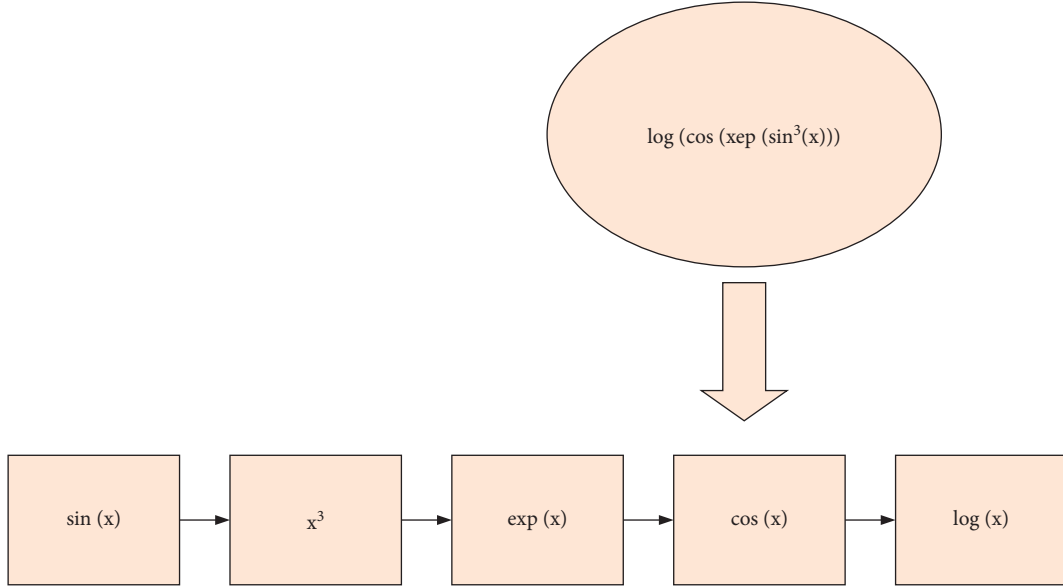 log (cos (xep (sin³(x)))
sin (x)
x³
exp (x)
cos (x)
log (x)